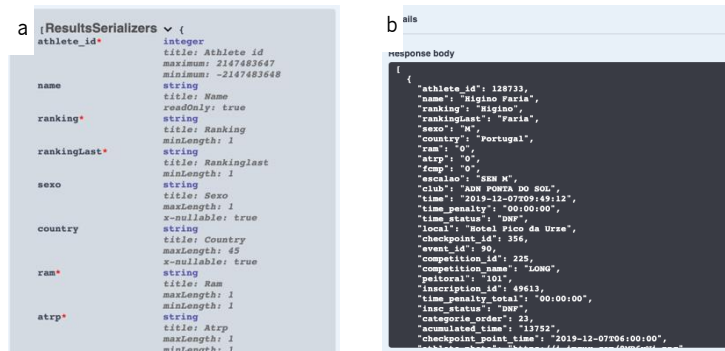 a
[ResultsSerializers {
athlete_id* integer
title: Athlete id
maximum: 2147483647
minimum: -2147483648
name string
title: Name
readOnly: true
ranking* string
title: Ranking
minLength: 1
rankingLast* string
title: Rankinglast
minLength: 1
sexo string
title: Sexo
maxLength: 1
x-nullable: true
country string
title: Country
maxLength: 45
x-nullable: true
ram* string
title: Ram
maxLength: 1
minLength: 1
atrp* string
title: Atrp
maxLength: 1
minLength: 1
b
ails
Response body
[
{
"athlete_id": 128733,
"name": "Higino Faria",
"ranking": "Higino",
"rankingLast": "Faria",
"sexo": "M",
"country": "Portugal",
"ram": "0",
"atrp": "0",
"fcmp": "0",
"escalao": "SEN M",
"club": "ADN PONTA DO SOL",
"time": "2019-12-07T09:49:12",
"time_penalty": "00:00:00",
"time_status": "DNF",
"local": "Hotel Pico da Urze",
"checkpoint_id": 356,
"event_id": 90,
"competition_id": 225,
"competition_name": "LONG",
"peitoral": "101",
"inscription_id": 49613,
"time_penalty_total": "00:00:00",
"insc_status": "DNF",
"categorie_order": 23,
"acumulated_time": "13752",
"checkpoint_point_time": "2019-12-07T06:00:00",